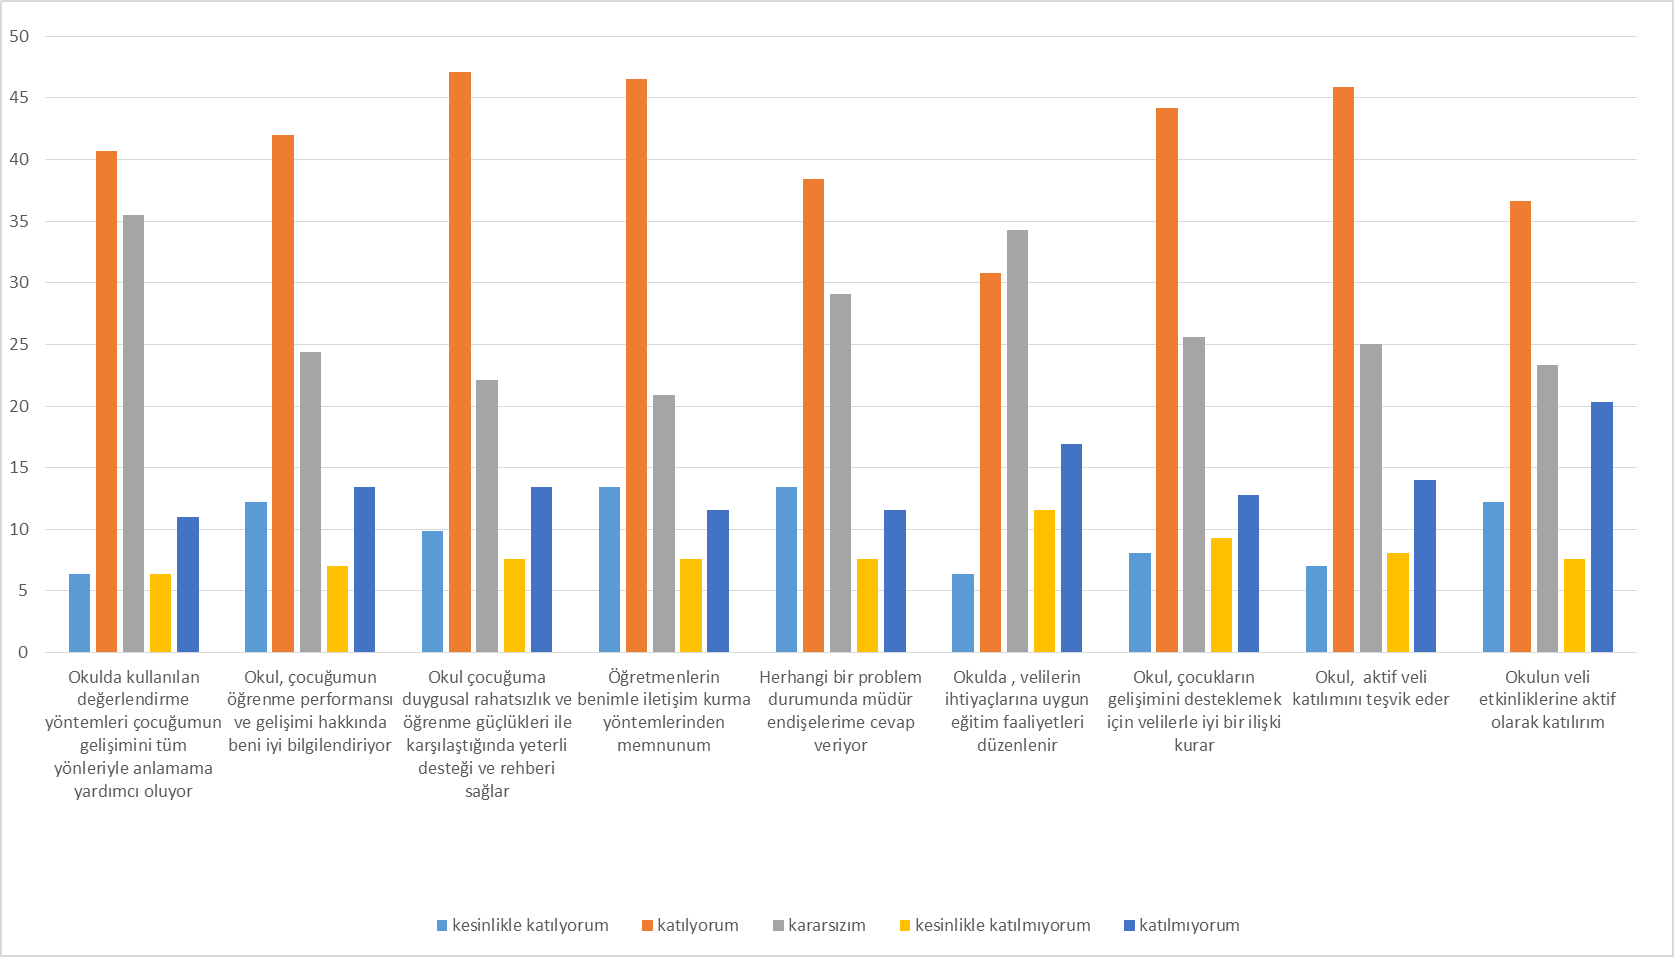 50
45
40
35
30
25
20
15
10
5
0
Okulda kullanılan
değerlendirme
yöntemleri çocuğumun
gelişimini tüm
yönleriyle anlamama
yardımcı oluyor
Okul, çocuğumun
öğrenme performansı
ve gelişimi hakkında
beni iyi bilgilendiriyor
Okul çocuğuma
duygusal rahatsızlık ve
öğrenme güçlükleri ile
karşılaştığında yeterli
desteği ve rehberi
sağlar
Öğretmenlerin
benimle iletişim kurma
yöntemlerinden
memnunum
Herhangi bir problem
durumunda müdür
endişelerime cevap
veriyor
Okulda , velilerin
ihtiyaçlarına uygun
eğitim faaliyetleri
düzenlenir
Okul, çocukların
gelişimini desteklemek
için velilerle iyi bir ilişki
kurar
Okul,  aktif veli
katılımını teşvik eder
Okulun veli
etkinliklerine aktif
olarak katılırım
kesinlikle katılyorum
katılyorum
kararsızım
kesinlikle katılmıyorum
katılmıyorum